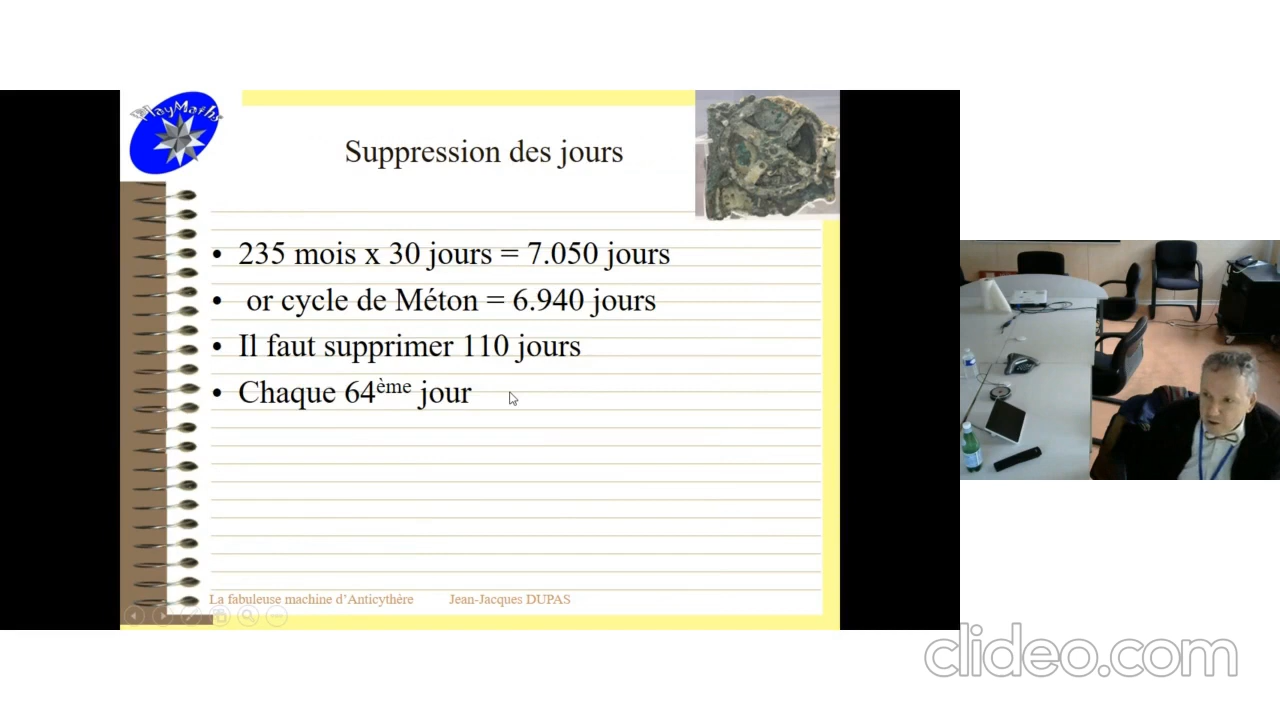 PlayMaths
Suppression des jours
• 235 mois x 30 jours = 7.050 jours
• or cycle de Méton = 6.940 jours
• Il faut supprimer 110 jours
• Chaque 64ème jour
La fabuleuse machine d'Anticythère Jean-Jacques DUPAS
clideo.com